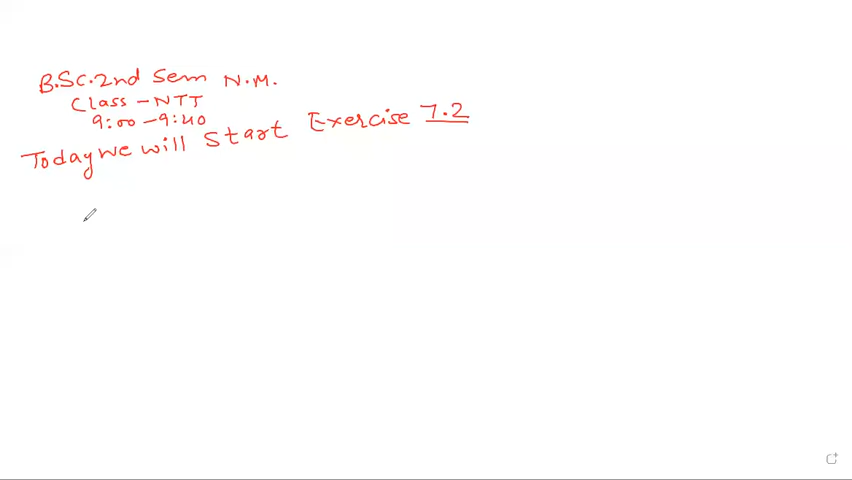 B.Sc.2nd Sem N.M.
Class - NTT
9:00 - 9:40
Today we will Start Exercise 7.2